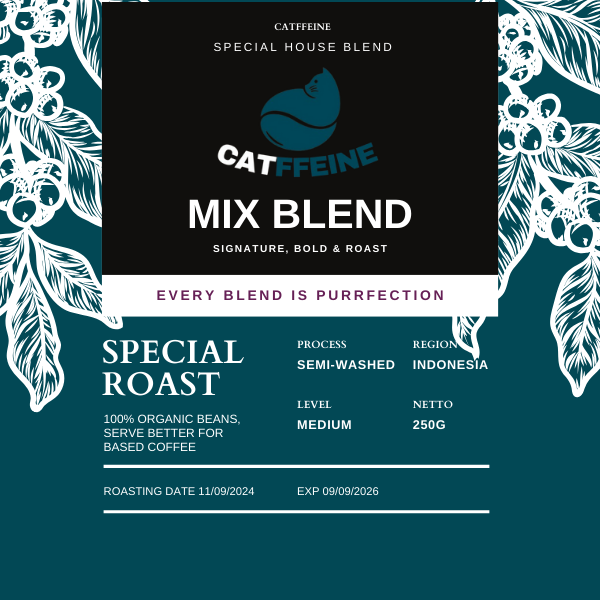 CATFFEINE
SPECIAL HOUSE BLEND
CATFFEINE
MIX BLEND
SIGNATURE, BOLD & ROAST
EVERY BLEND IS PURRFECTION
SPECIAL
ROAST
100% ORGANIC BEANS,
SERVE BETTER FOR
BASED COFFEE
PROCESS
SEMI-WASHED
REGION
INDONESIA
LEVEL
MEDIUM
NETTO
250G
ROASTING DATE 11/09/2024
EXP 09/09/2026